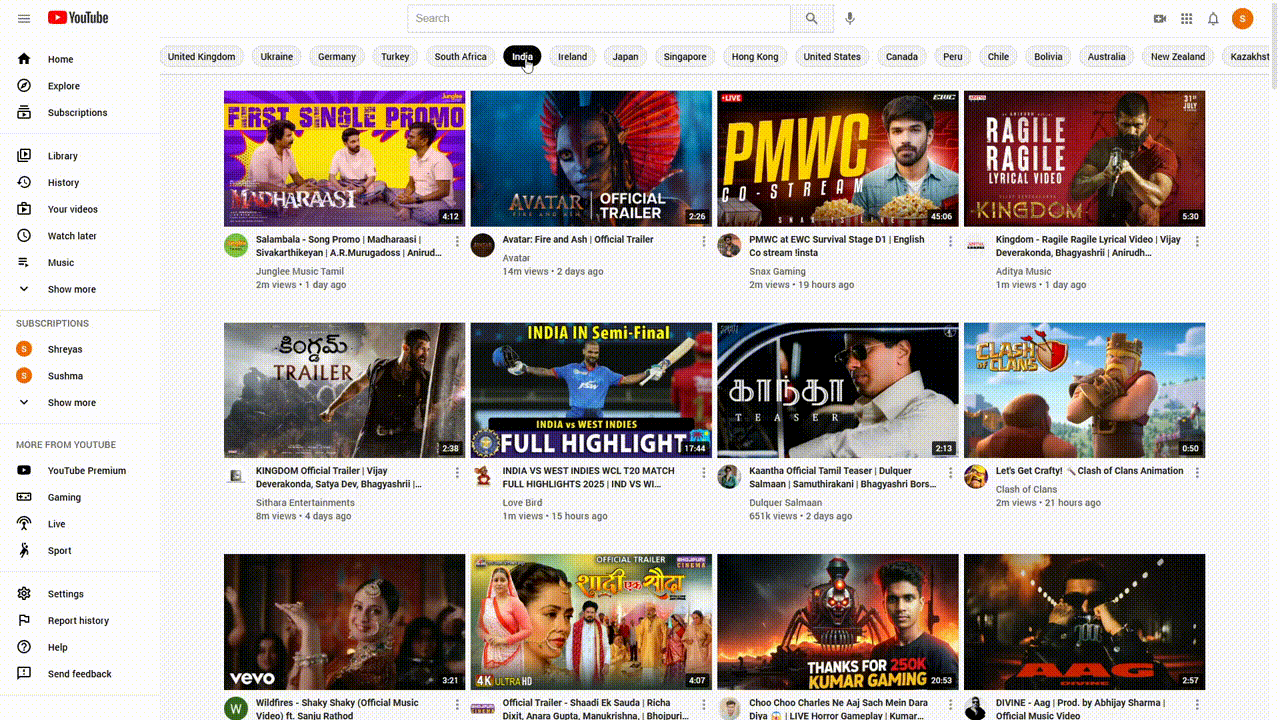 YouTube
Search
S
United Kingdom
Ukraine
Germany
Turkey
South Africa
India
Ireland
Japan
Singapore
Hong Kong
United States
Canada
Peru
Chile
Bolivia
Australia
New Zealand
Kazakhst
Home
Explore
Subscriptions
Library
History
Your videos
Watch later
Music
Show more
SUBSCRIPTIONS
S Shreyas
S Sushma
Show more
MORE FROM YOUTUBE
YouTube Premium
Gaming
Live
Sport
Settings
Report history
Help
Send feedback
Junglee
FIRST SINGLE PROMO
MADHARAASI
4:12
Salambala - Song Promo | Madharaasi |
Sivakarthikeyan | A.R.Murugadoss | Anirud...
Junglee Music Tamil
2m views • 1 day ago
AVATAR
FIRE AND ASH
OFFICIAL
TRAILER
2:26
Avatar: Fire and Ash | Official Trailer
Avatar
14m views • 2 days ago
LIVE
EWC
PMWC
CO-STREAM
SNAX IS LIVE
45:06
PMWC at EWC Survival Stage D1 | English
Co stream !insta
Snax Gaming
2m views • 19 hours ago
31ST
JULY
RAGILE
RAGILE
LYRICAL VIDEO
KINGDOM
5:30
Kingdom - Ragile Ragile Lyrical Video | Vijay
Deverakonda, Bhagyashrii | Anirudh...
Aditya Music
1m views • 1 day ago
కింగ్డమ్
TRAILER
2:38
KINGDOM Official Trailer | Vijay
Deverakonda, Satya Dev, Bhagyashrii |...
Sithara Entertainments
8m views • 4 days ago
INDIA IN Semi-Final
JSW
INDIA vs WEST INDIES
FULL HIGHLIGHT
17:44
INDIA VS WEST INDIES WCL T20 MATCH
FULL HIGHLIGHTS 2025 | IND VS WI...
Love Bird
1m views • 15 hours ago
காந்தா
TEASER
2:13
Kaantha Official Tamil Teaser | Dulquer
Salmaan | Samuthirakani | Bhagyashri Bors...
Dulquer Salmaan
651k views • 2 days ago
CLASH
OF CLANS
0:50
Let's Get Crafty! 🔨 Clash of Clans Animation
Clash of Clans
2m views • 21 hours ago
vevo
3:21
W
Wildfires - Shaky Shaky (Official Music
Video) ft. Sanju Rathod
OFFICIAL TRAILER
BHOJPURI
CINEMA
शादी एक सौदा
4K ULTRA HD
4:07
Official Trailer - Shaadi Ek Sauda | Richa
Dixit, Anara Gupta, Manukrishna, | Bhojpuri...
THANKS FOR 250K
KUMAR GAMING
20:53
Choo Choo Charles Ne Aaj Sach Mein Dara
Diya 😱 | LIVE Horror Gameplay | Kumar...
AAG
DIVINE
2:57
DIVINE - Aag | Prod. by Abhijay Sharma |
Official Music Video